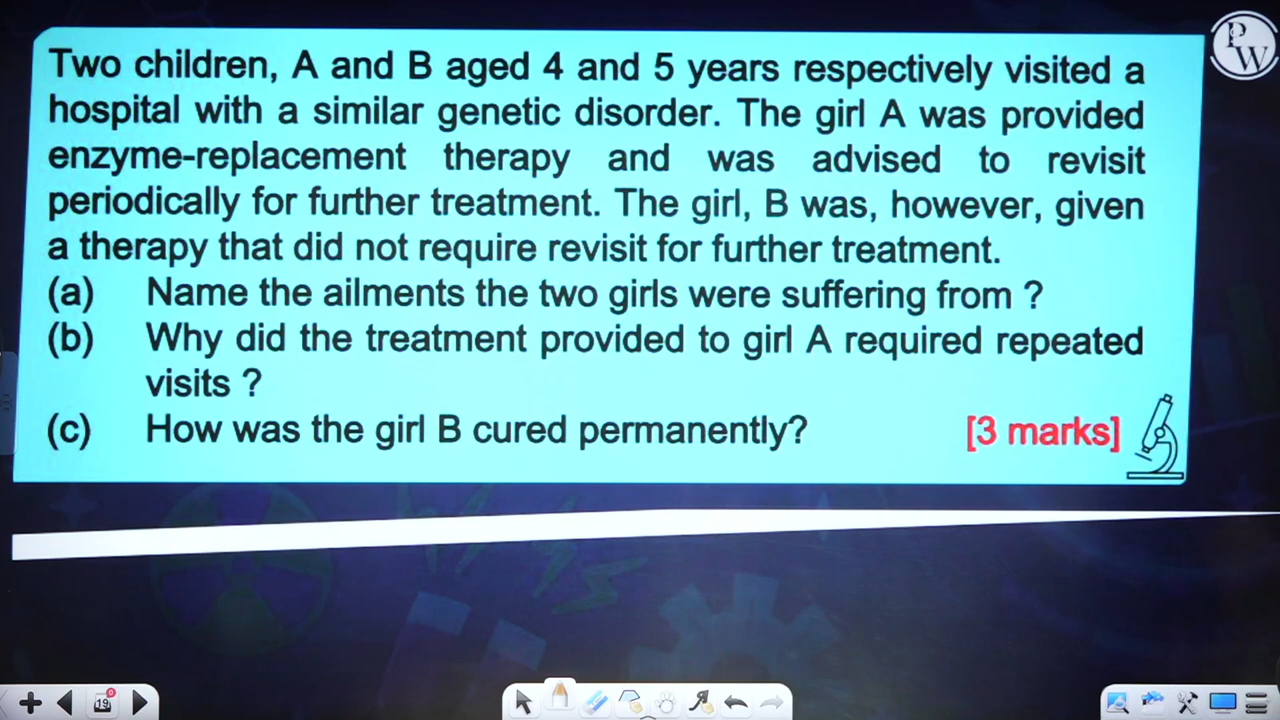 Two children, A and B aged 4 and 5 years respectively visited a
hospital with a similar genetic disorder. The girl A was provided
enzyme-replacement therapy and was advised to revisit
periodically for further treatment. The girl, B was, however, given
a therapy that did not require revisit for further treatment.
(a) Name the ailments the two girls were suffering from ?
(b) Why did the treatment provided to girl A required repeated
visits ?
(c) How was the girl B cured permanently? [3 marks]
PW
19